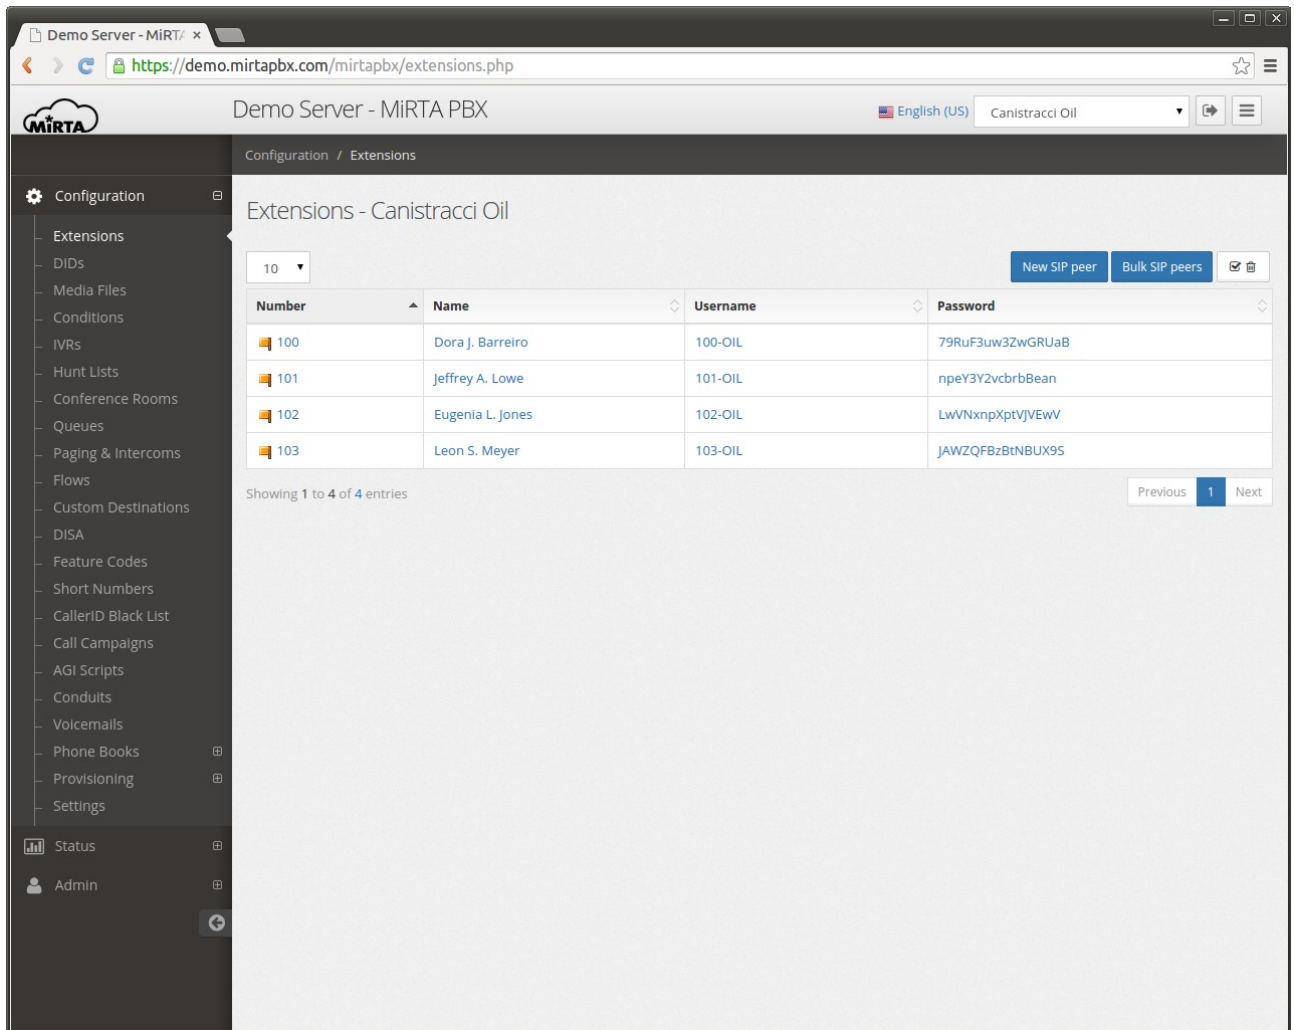 Demo Server - MiRTA
https://demo.mirtapbx.com/mirtapbx/extensions.php
MiRTA
Demo Server - MiRTA PBX
English (US)
Canistracci Oil
Configuration / Extensions
Configuration
Extensions
DIDs
Media Files
Conditions
IVRs
Hunt Lists
Conference Rooms
Queues
Paging & Intercoms
Flows
Custom Destinations
DISA
Feature Codes
Short Numbers
CallerID Black List
Call Campaigns
AGI Scripts
Conduits
Voicemails
Phone Books
Provisioning
Settings
Status
Admin
Extensions - Canistracci Oil
10
New SIP peer
Bulk SIP peers
Number Name Username Password
100 Dora J. Barreiro 100-OIL 79RuF3uw3ZwGRUaB
101 Jeffrey A. Lowe 101-OIL npeY3Y2vcbrbBean
102 Eugenia L. Jones 102-OIL LwVNxnpXptVJVEwV
103 Leon S. Meyer 103-OIL JAWZQFBzBtNBUX9S
Showing 1 to 4 of 4 entries
Previous 1 Next